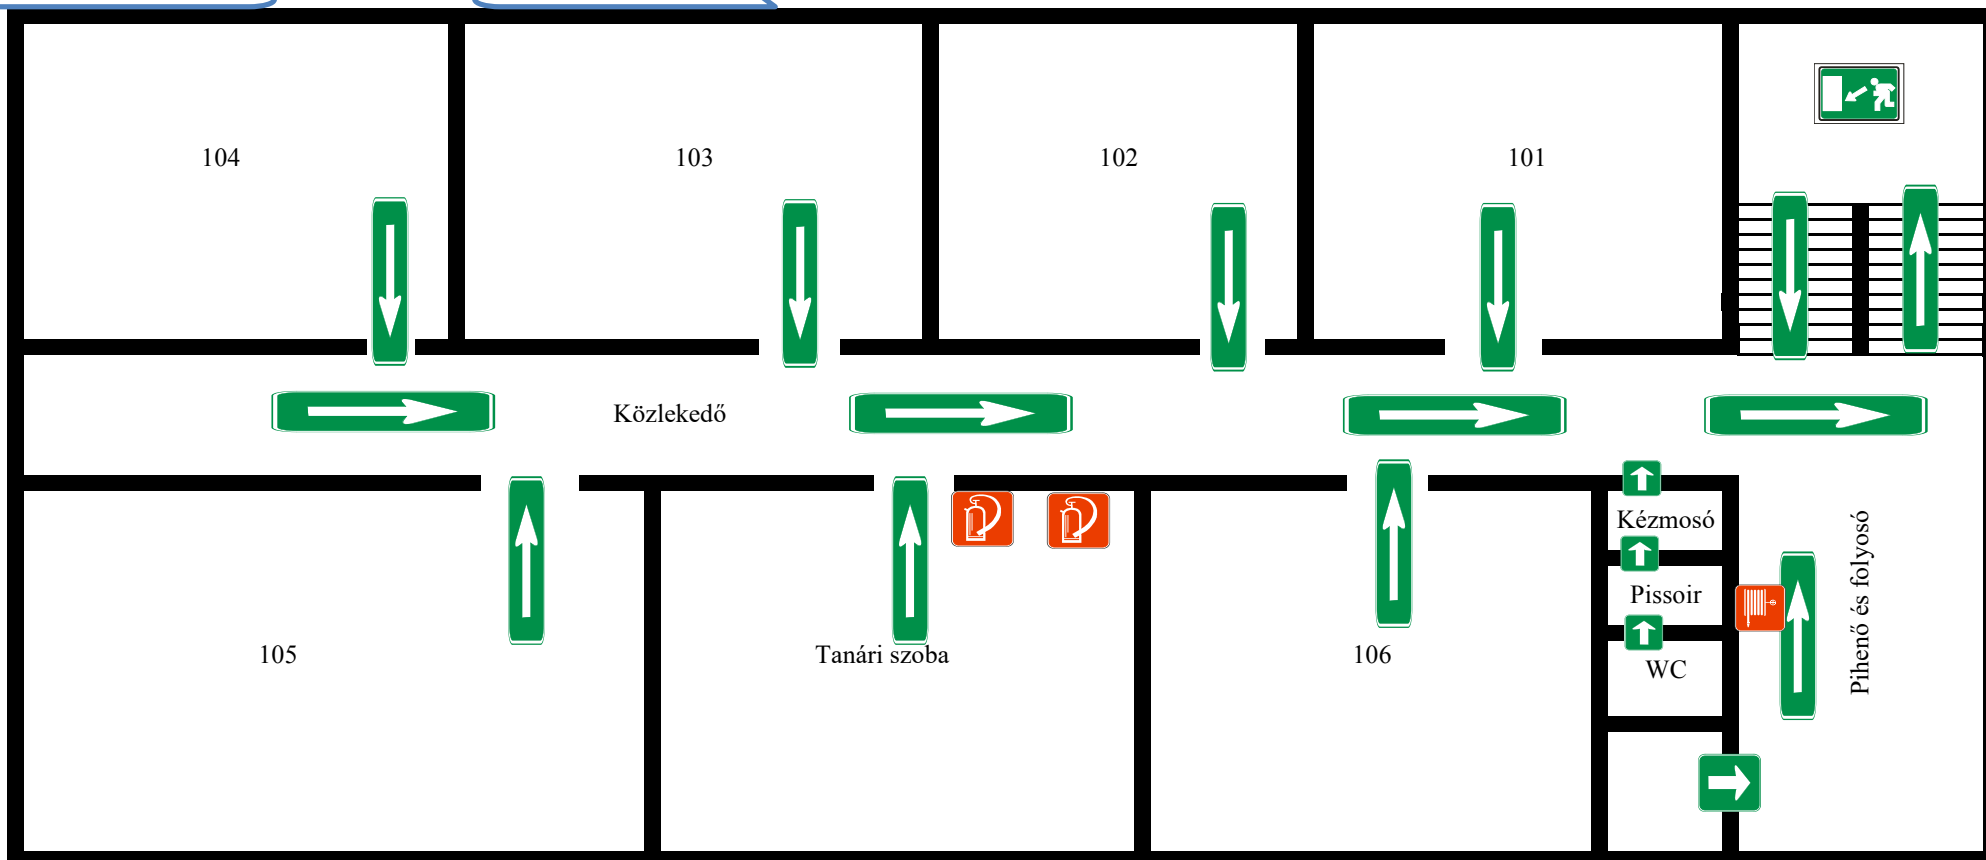 104
103
102
101
Közlekedő
Kézmosó
Pissoir
Pihenő és folyosó
105
Tanári szoba
106
WC